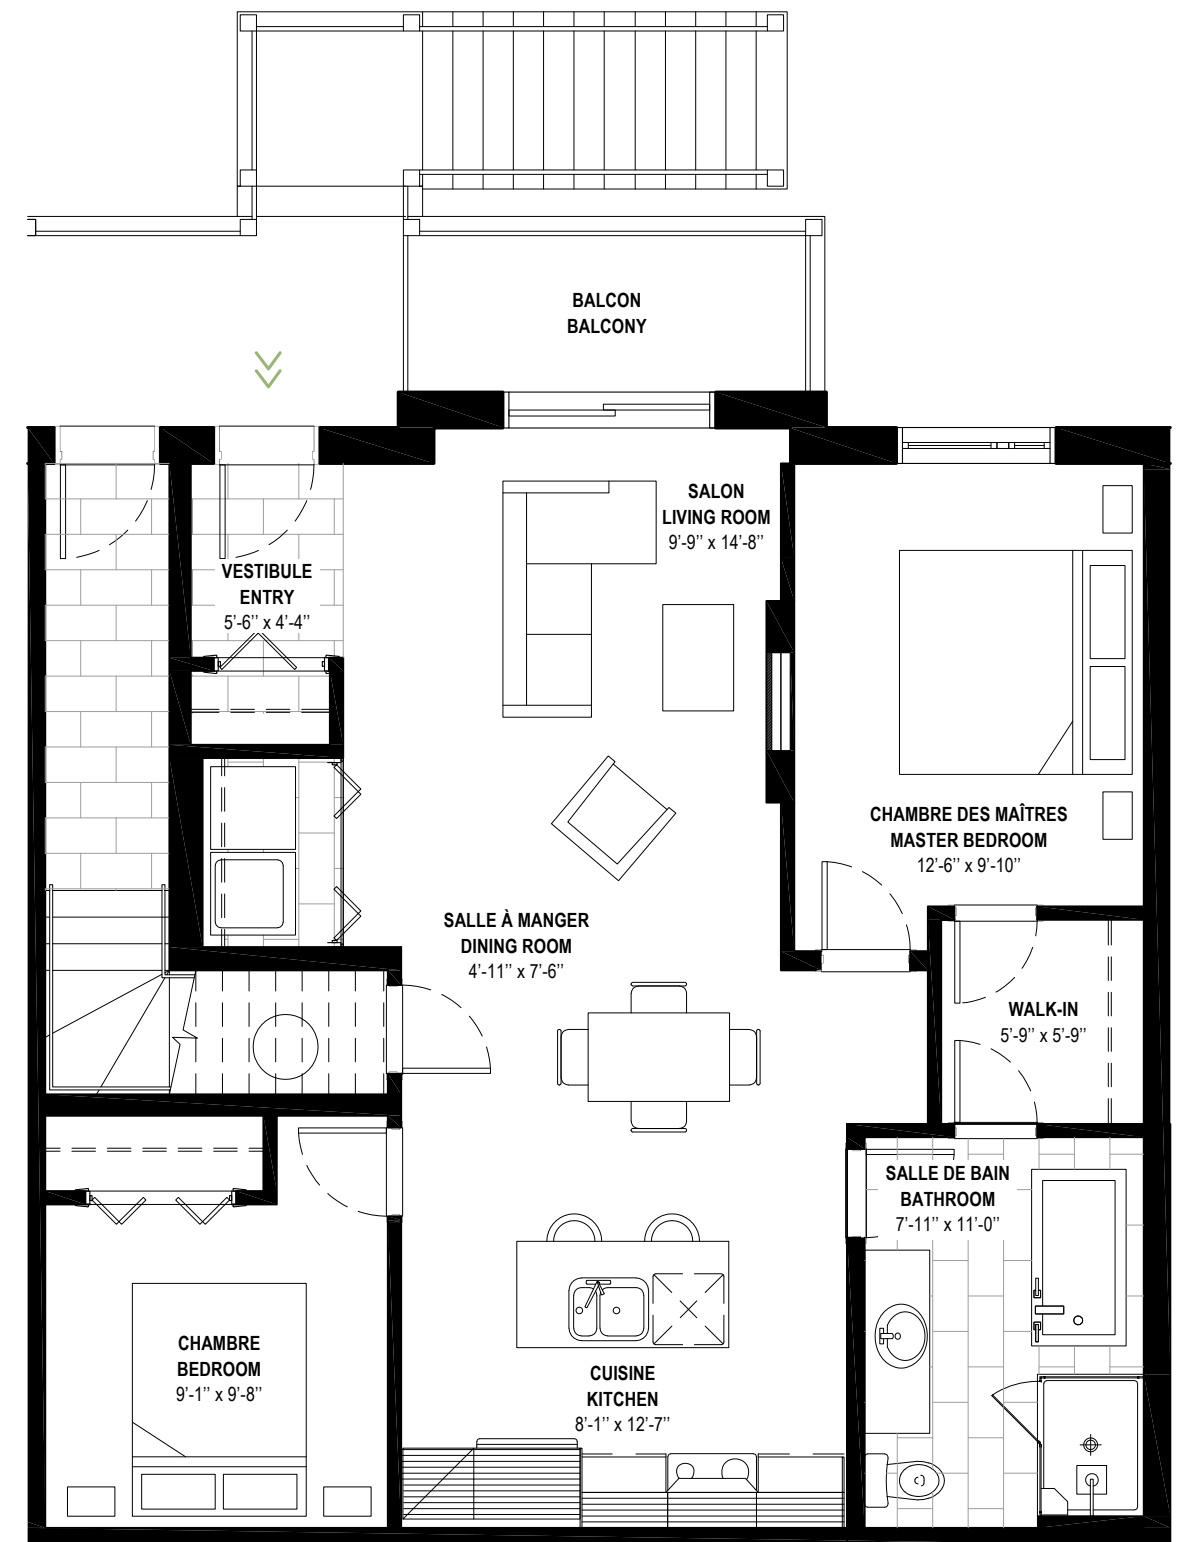 BALCON
BALCONY
SALON
LIVING ROOM
9'-9'' x 14'-8''
VESTIBULE
ENTRY
5'-6'' x 4'-4''
CHAMBRE DES MAÎTRES
MASTER BEDROOM
12'-6'' x 9'-10''
SALLE À MANGER
DINING ROOM
4'-11'' x 7'-6''
WALK-IN
5'-9'' x 5'-9''
SALLE DE BAIN
BATHROOM
7'-11'' x 11'-0''
CHAMBRE
BEDROOM
9'-1'' x 9'-8''
CUISINE
KITCHEN
8'-1'' x 12'-7''